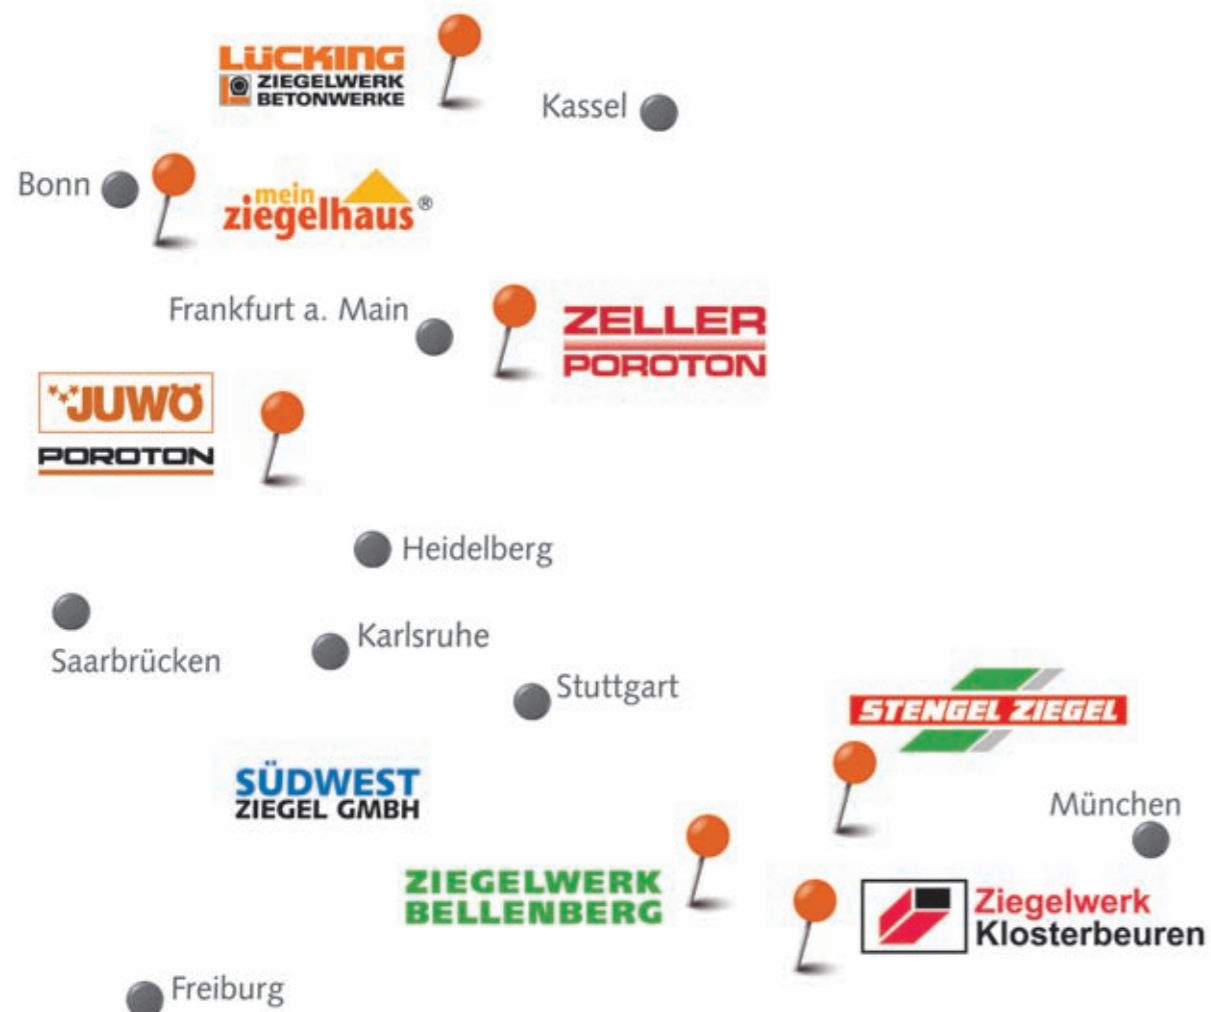 LÜCKING
ZIEGELWERK
BETONWERKE
Kassel
Bonn
mein
ziegelhaus®
Frankfurt a. Main
ZELLER
POROTON
JUWÖ
POROTON
Heidelberg
Karlsruhe
Saarbrücken
Stuttgart
STENGEL ZIEGEL
SÜDWEST
ZIEGEL GMBH
München
ZIEGELWERK
BELLENBERG
Ziegelwerk
Klosterbeuren
Freiburg